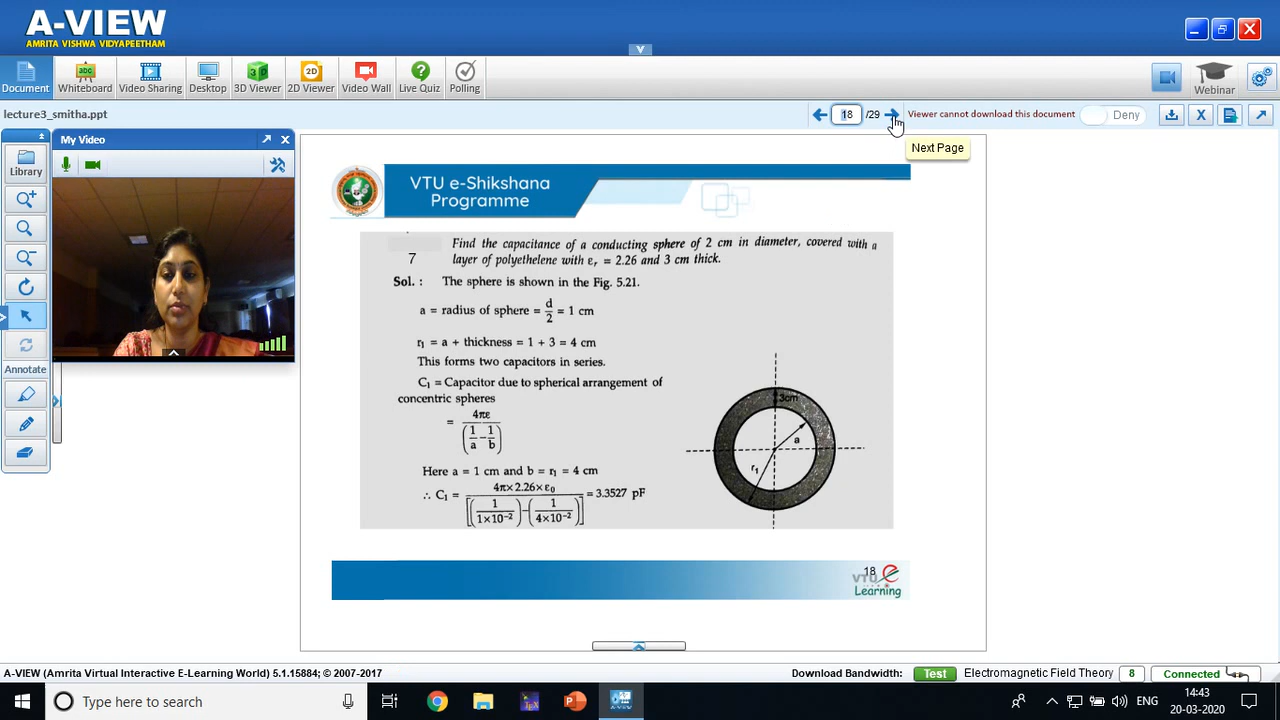 A-VIEW
AMRITA VISHWA VIDYAPEETHAM
V
Document
abc
Whiteboard
Video Sharing
Desktop
3D
3D Viewer
2D
2D Viewer
Video Wall
Live Quiz
Polling
Webinar
lecture3_smitha.ppt
18 /29
Viewer cannot download this document
Deny
X
Next Page
My Video
Library
Annotate
VTU e-Shikshana
Programme
7
Find the capacitance of a conducting sphere of 2 cm in diameter, covered with a
layer of polyethelene with εr = 2.26 and 3 cm thick.
Sol. : The sphere is shown in the Fig. 5.21.
a = radius of sphere = d/2 = 1 cm
r₁ = a + thickness = 1 + 3 = 4 cm
This forms two capacitors in series.
C₁ = Capacitor due to spherical arrangement of
concentric spheres
= 4πε / (1/a − 1/b)
Here a = 1 cm and b = r₁ = 4 cm
∴ C₁ = 4π×2.26×ε₀ / [(1/1×10⁻²) − (1/4×10⁻²)] = 3.3527 pF
3cm
a
r₁
18
VTU e
Learning
A-VIEW (Amrita Virtual Interactive E-Learning World) 5.1.15884; © 2007-2017
Download Bandwidth:
Test
Electromagnetic Field Theory
8
Connected
Type here to search
ENG
14:43
20-03-2020